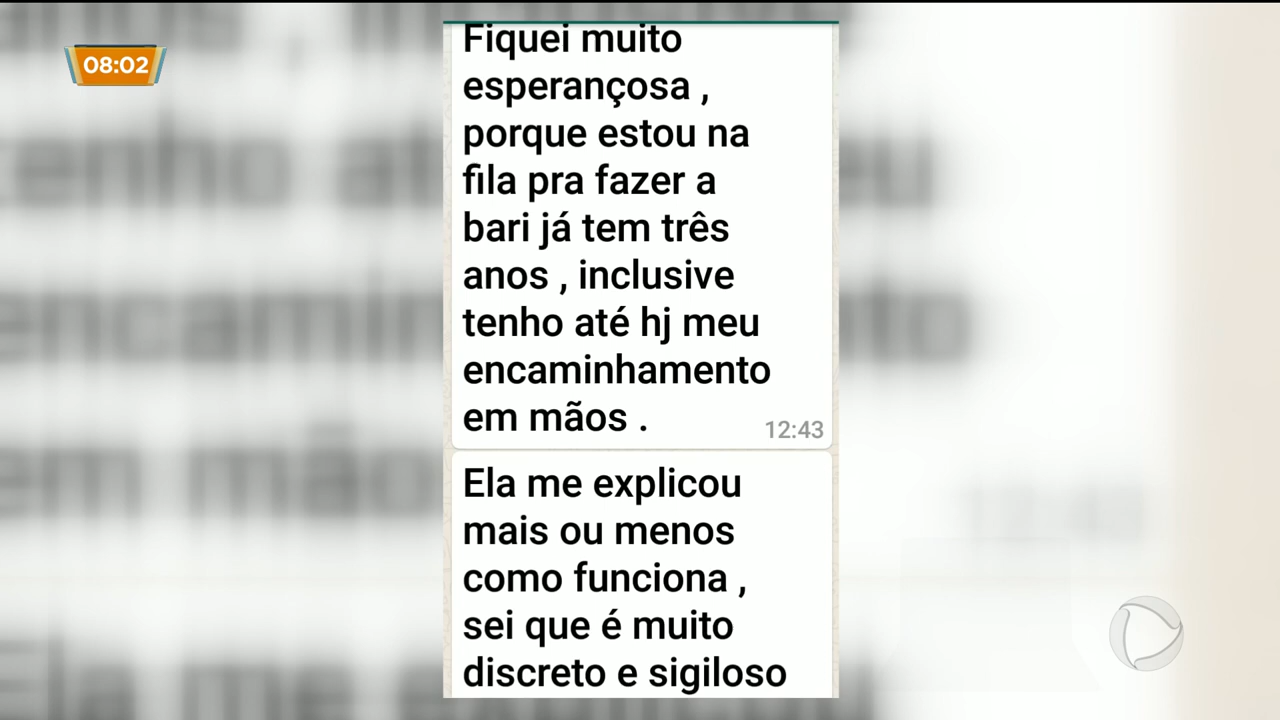 08:02
Fiquei muito
esperançosa ,
porque estou na
fila pra fazer a
bari já tem três
anos , inclusive
tenho até hj meu
encaminhamento
em mãos .
12:43
Ela me explicou
mais ou menos
como funciona ,
sei que é muito
discreto e sigiloso